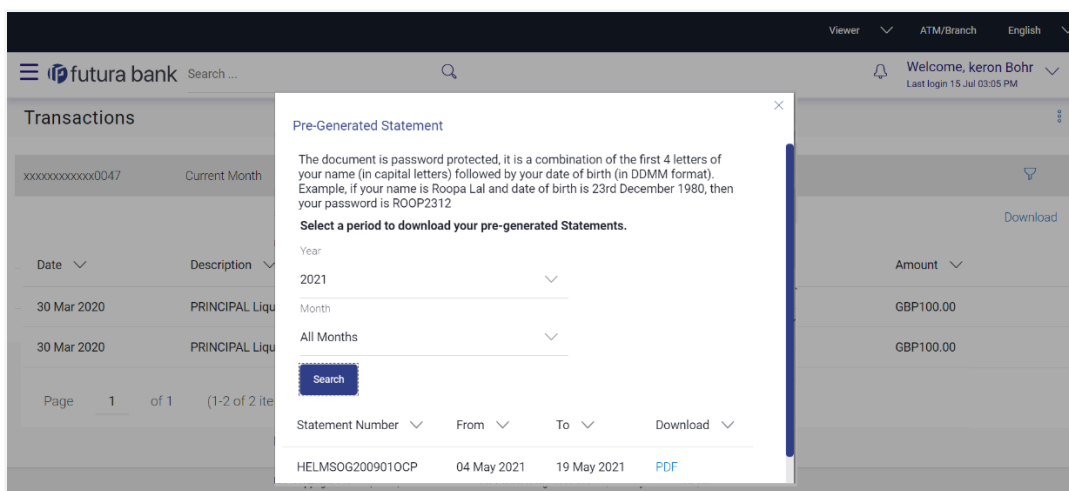 Viewer ATM/Branch English
futura bank Search ... Welcome, keron Bohr
Last login 15 Jul 03:05 PM
Transactions
xxxxxxxxxxxx0047 Current Month
Download
Date Description Amount
30 Mar 2020 PRINCIPAL Liqu GBP100.00
30 Mar 2020 PRINCIPAL Liqu GBP100.00
Page 1 of 1 (1-2 of 2 ite
Pre-Generated Statement
The document is password protected, it is a combination of the first 4 letters of
your name (in capital letters) followed by your date of birth (in DDMM format).
Example, if your name is Roopa Lal and date of birth is 23rd December 1980, then
your password is ROOP2312
Select a period to download your pre-generated Statements.
Year
2021
Month
All Months
Search
Statement Number From To Download
HELMSOG200901OCP 04 May 2021 19 May 2021 PDF